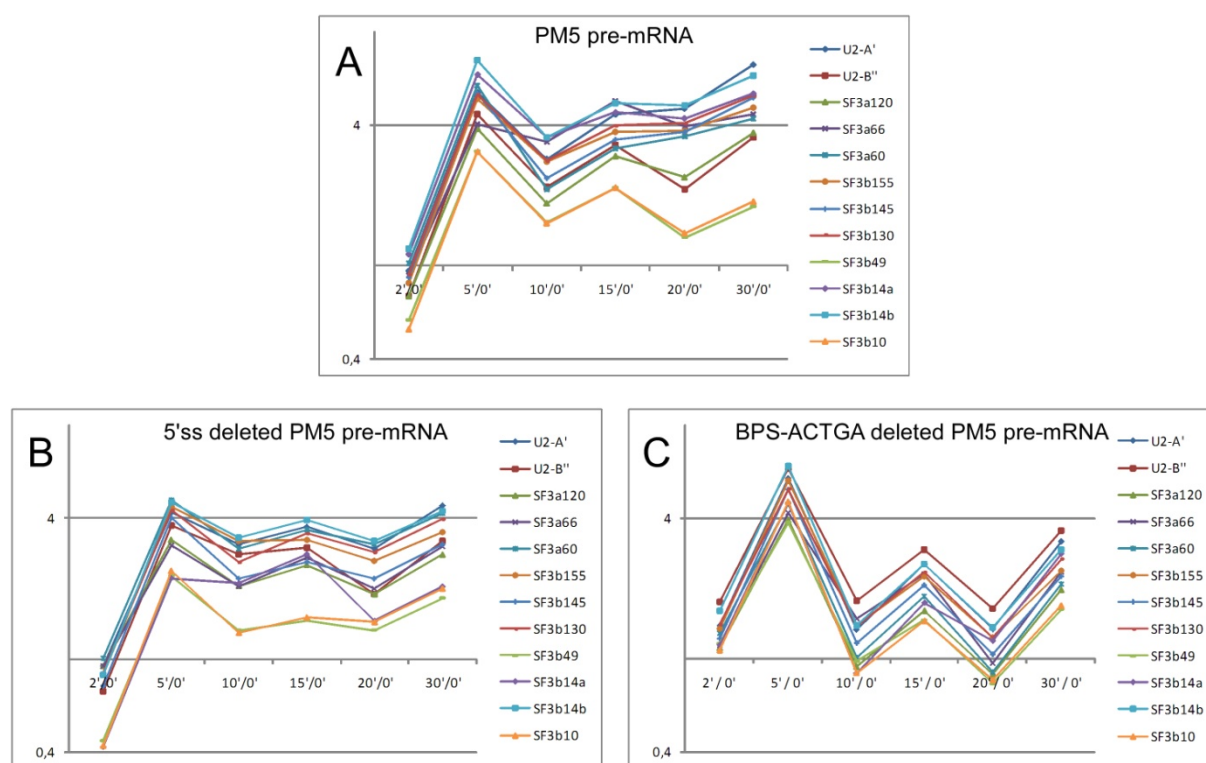 A
PM5 pre-mRNA
4
0,4
2'/0' 5'/0' 10'/0' 15'/0' 20'/0' 30'/0'
U2-A'
U2-B''
SF3a120
SF3a66
SF3a60
SF3b155
SF3b145
SF3b130
SF3b49
SF3b14a
SF3b14b
SF3b10
B
5'ss deleted PM5 pre-mRNA
4
0,4
2'/0' 5'/0' 10'/0' 15'/0' 20'/0' 30'/0'
U2-A'
U2-B''
SF3a120
SF3a66
SF3a60
SF3b155
SF3b145
SF3b130
SF3b49
SF3b14a
SF3b14b
SF3b10
C
BPS-ACTGA deleted PM5 pre-mRNA
4
0,4
2' / 0' 5' / 0' 10' / 0' 15' / 0' 20' / 0' 30' / 0'
U2-A'
U2-B''
SF3a120
SF3a66
SF3a60
SF3b155
SF3b145
SF3b130
SF3b49
SF3b14a
SF3b14b
SF3b10